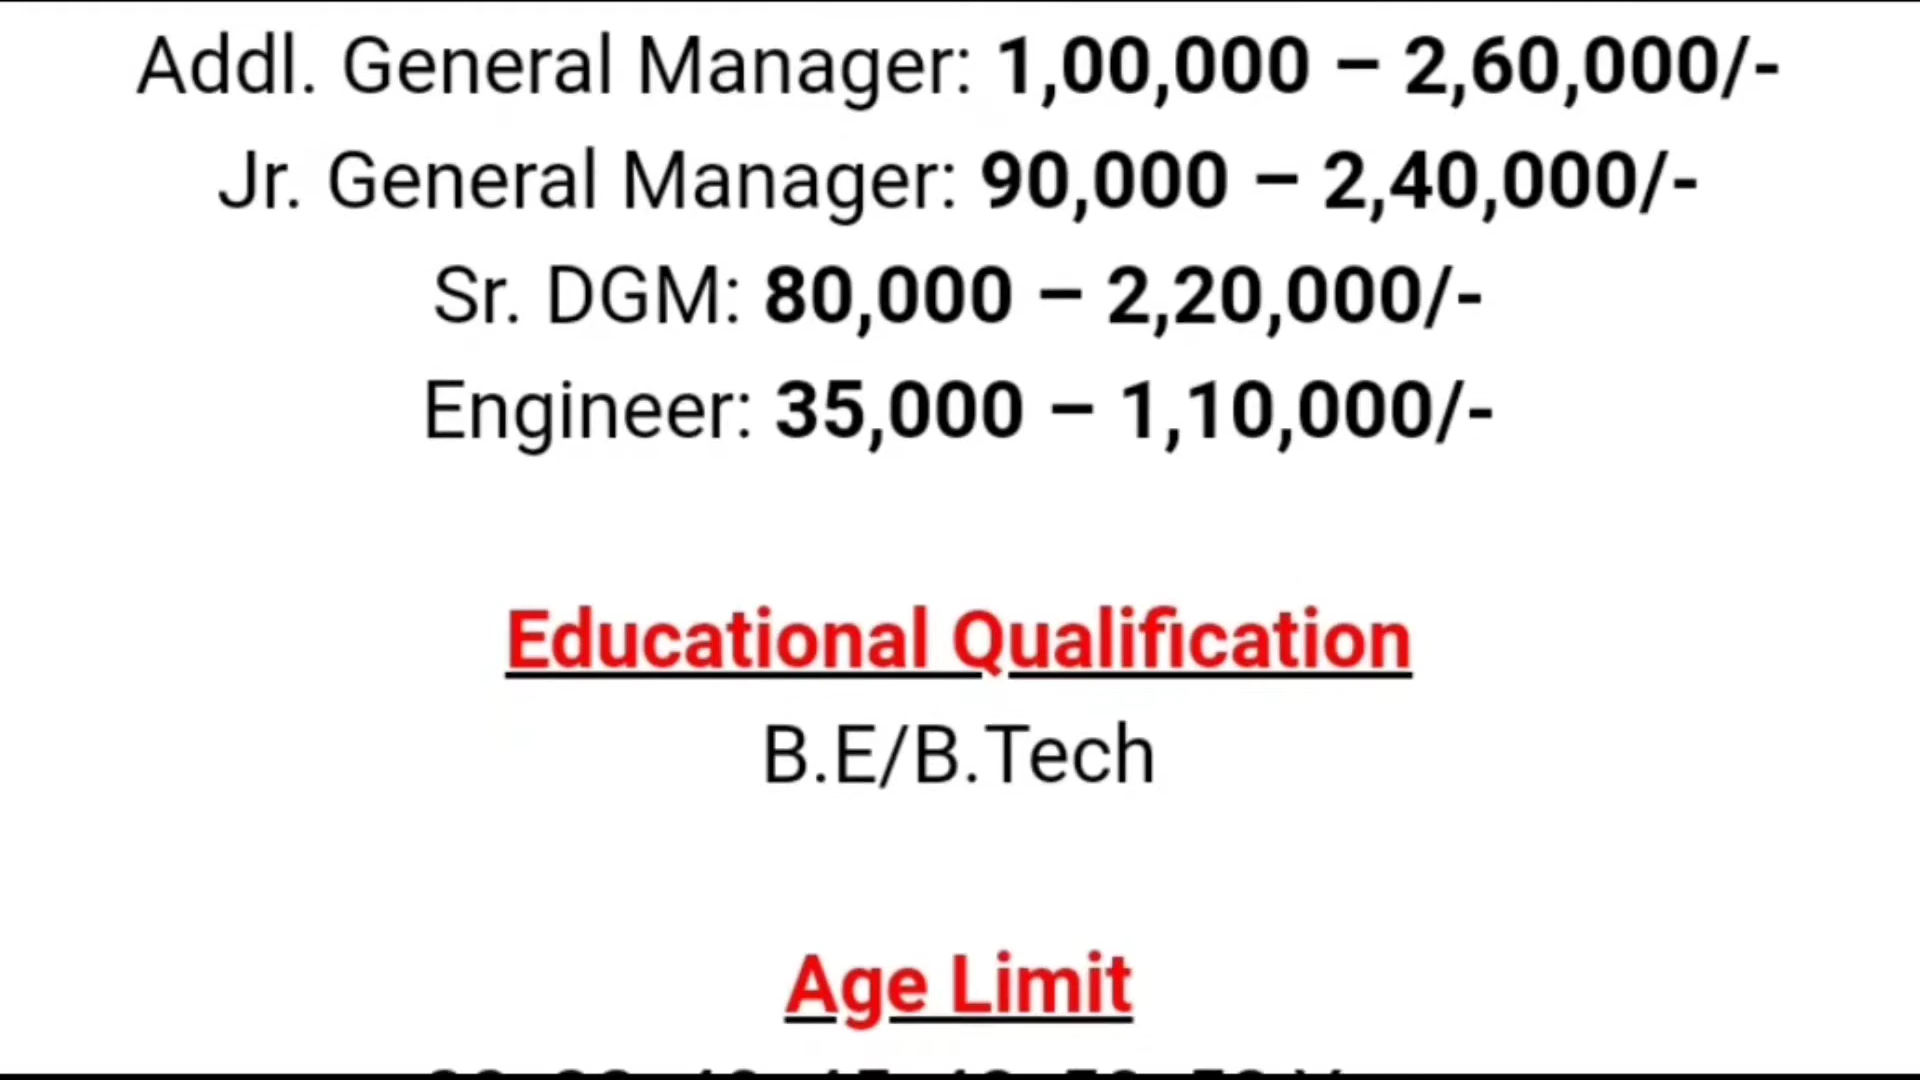 Addl. General Manager: 1,00,000 – 2,60,000/-
Jr. General Manager: 90,000 – 2,40,000/-
Sr. DGM: 80,000 – 2,20,000/-
Engineer: 35,000 – 1,10,000/-
Educational Qualification
B.E/B.Tech
Age Limit